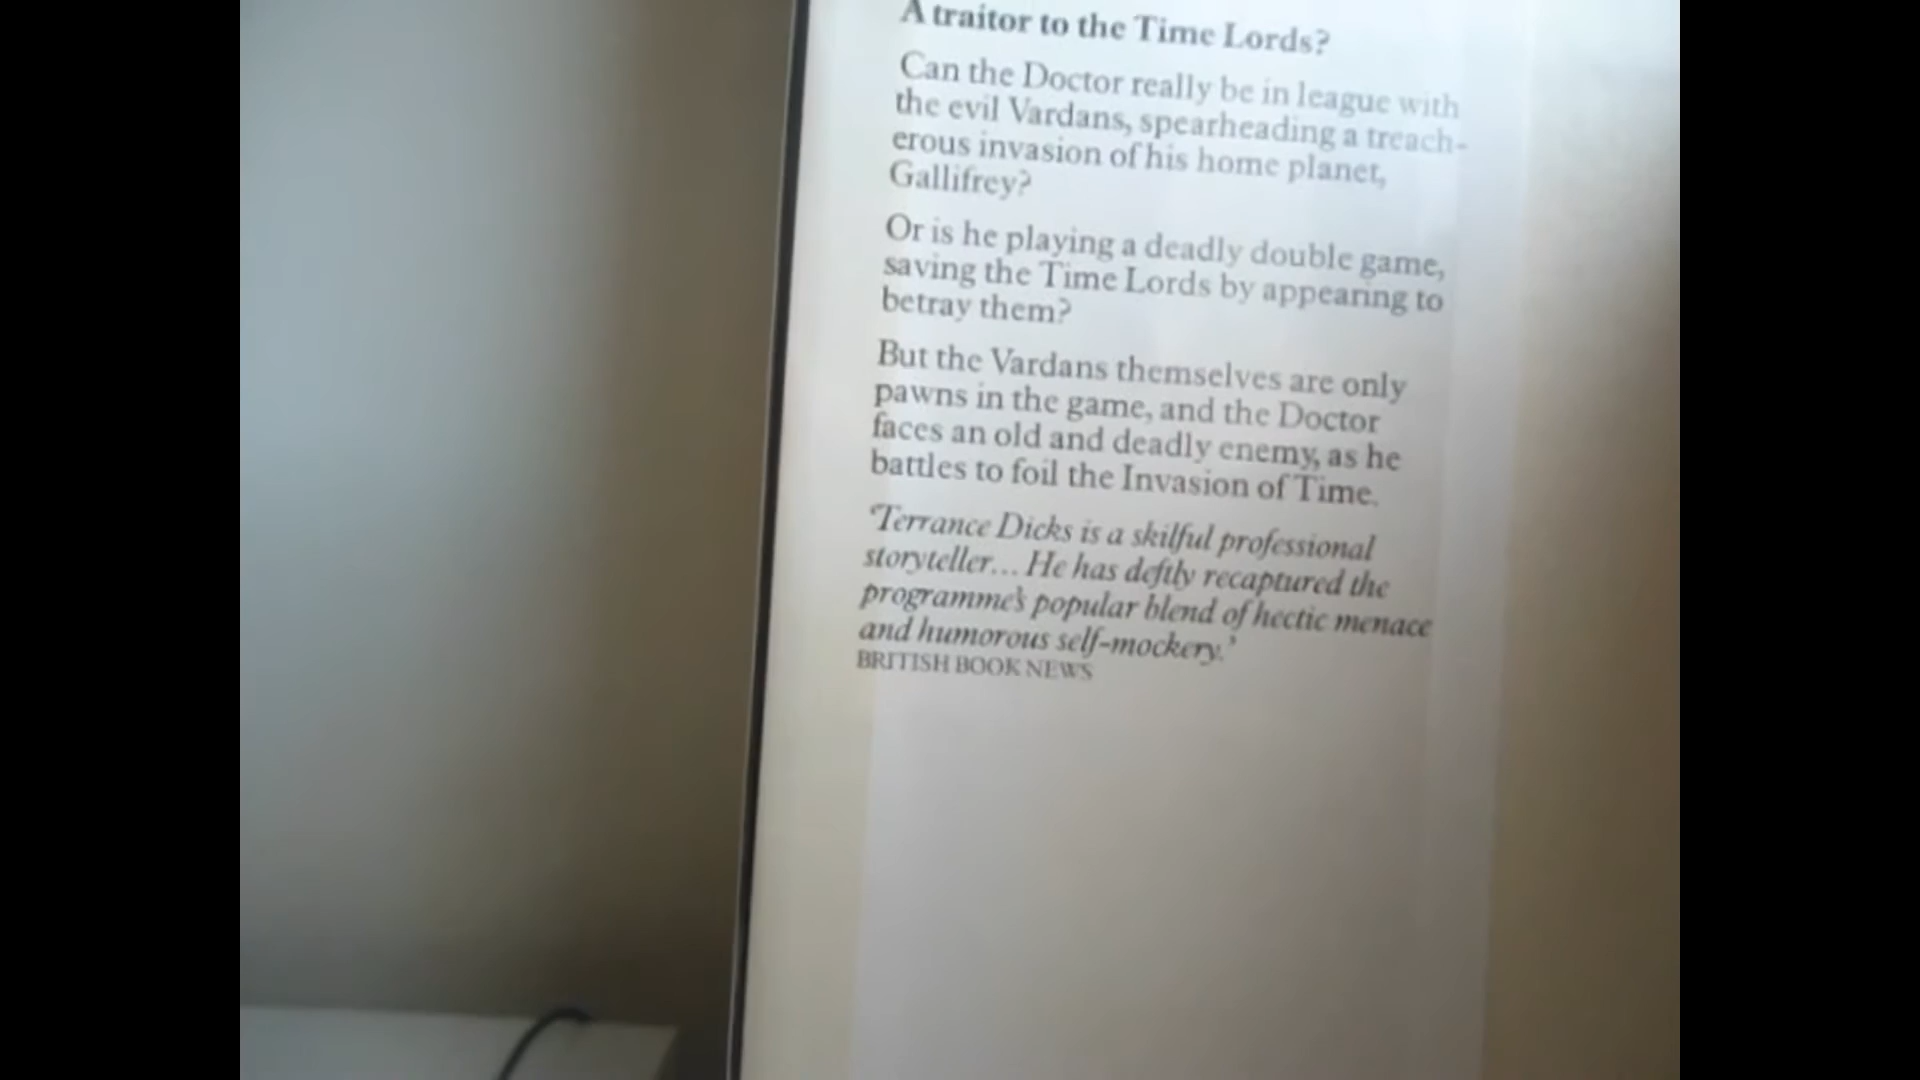 A traitor to the Time Lords?
Can the Doctor really be in league with
the evil Vardans, spearheading a treach-
erous invasion of his home planet,
Gallifrey?
Or is he playing a deadly double game,
saving the Time Lords by appearing to
betray them?
But the Vardans themselves are only
pawns in the game, and the Doctor
faces an old and deadly enemy, as he
battles to foil the Invasion of Time.
‘Terrance Dicks is a skilful professional
storyteller... He has deftly recaptured the
programme's popular blend of hectic menace
and humorous self-mockery.’
BRITISH BOOK NEWS